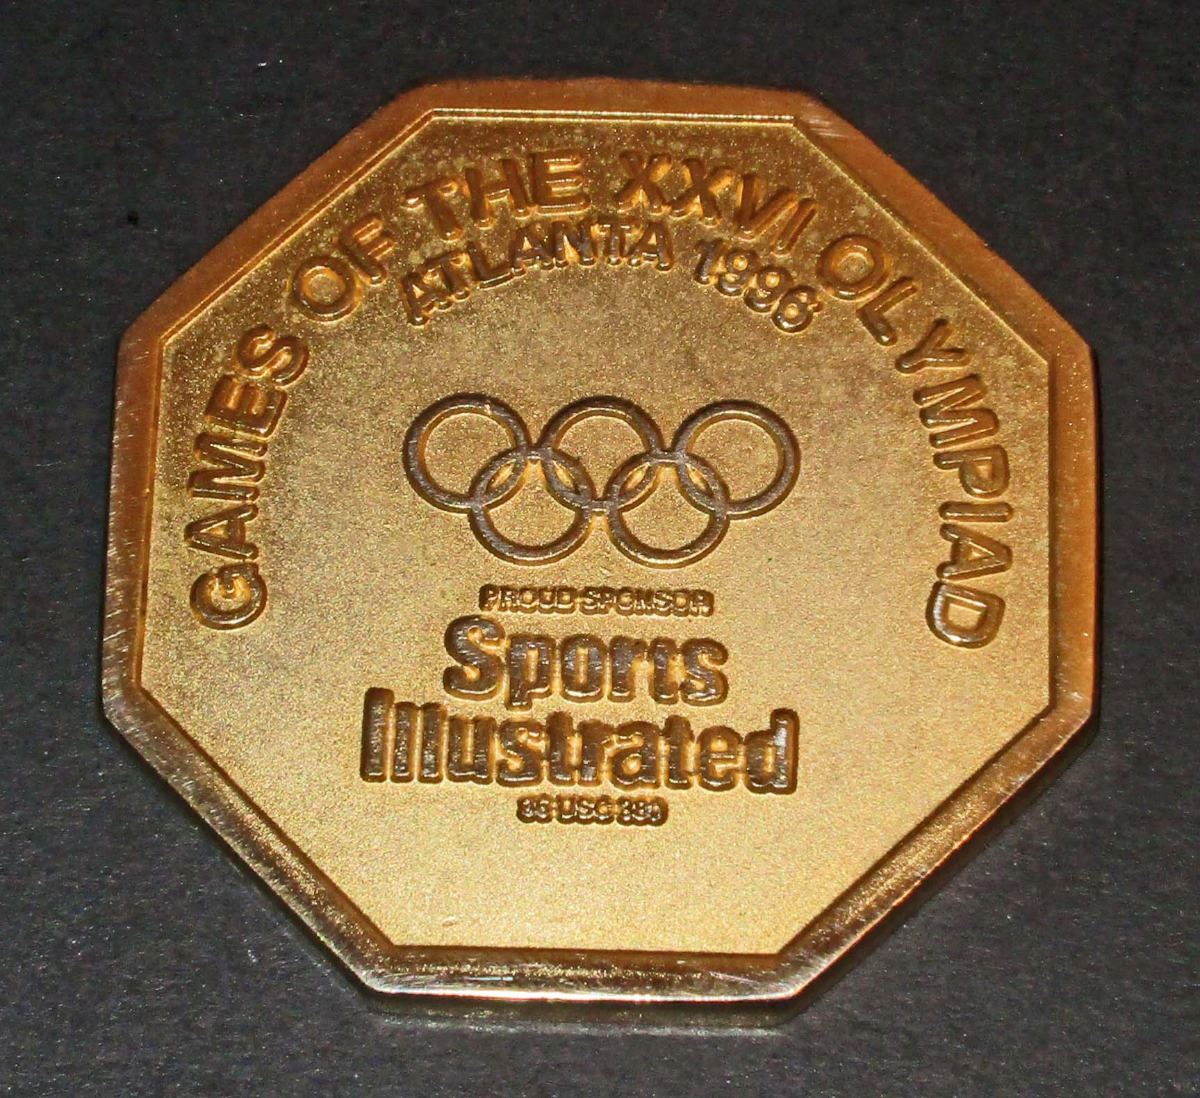 GAMES OF THE XXVI OLYMPIAD
ATLANTA 1996
PROUD SPONSOR
Sports
Illustrated
36 USC 380